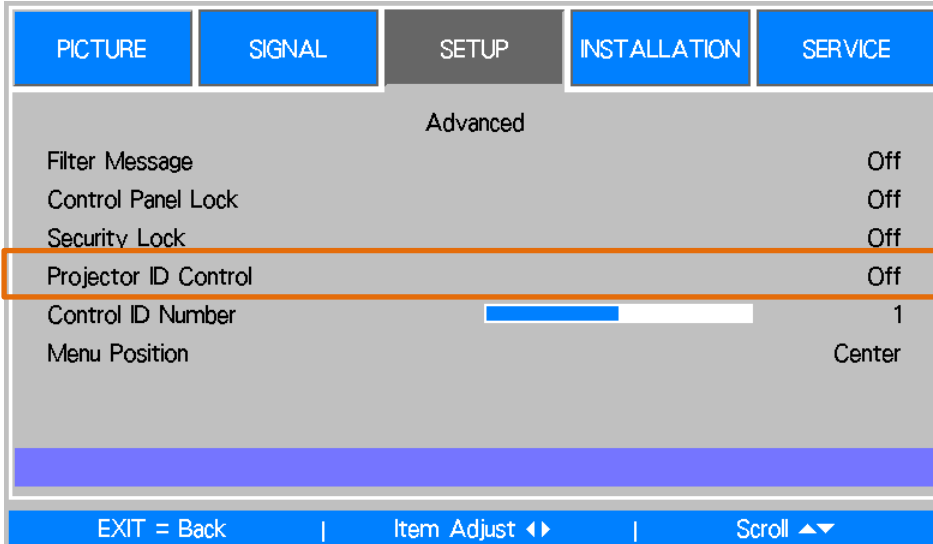 PICTURE SIGNAL SETUP INSTALLATION SERVICE
Advanced
Filter Message Off
Control Panel Lock Off
Security Lock Off
Projector ID Control Off
Control ID Number 1
Menu Position Center
EXIT = Back | Item Adjust ◀▶ | Scroll ▲▼